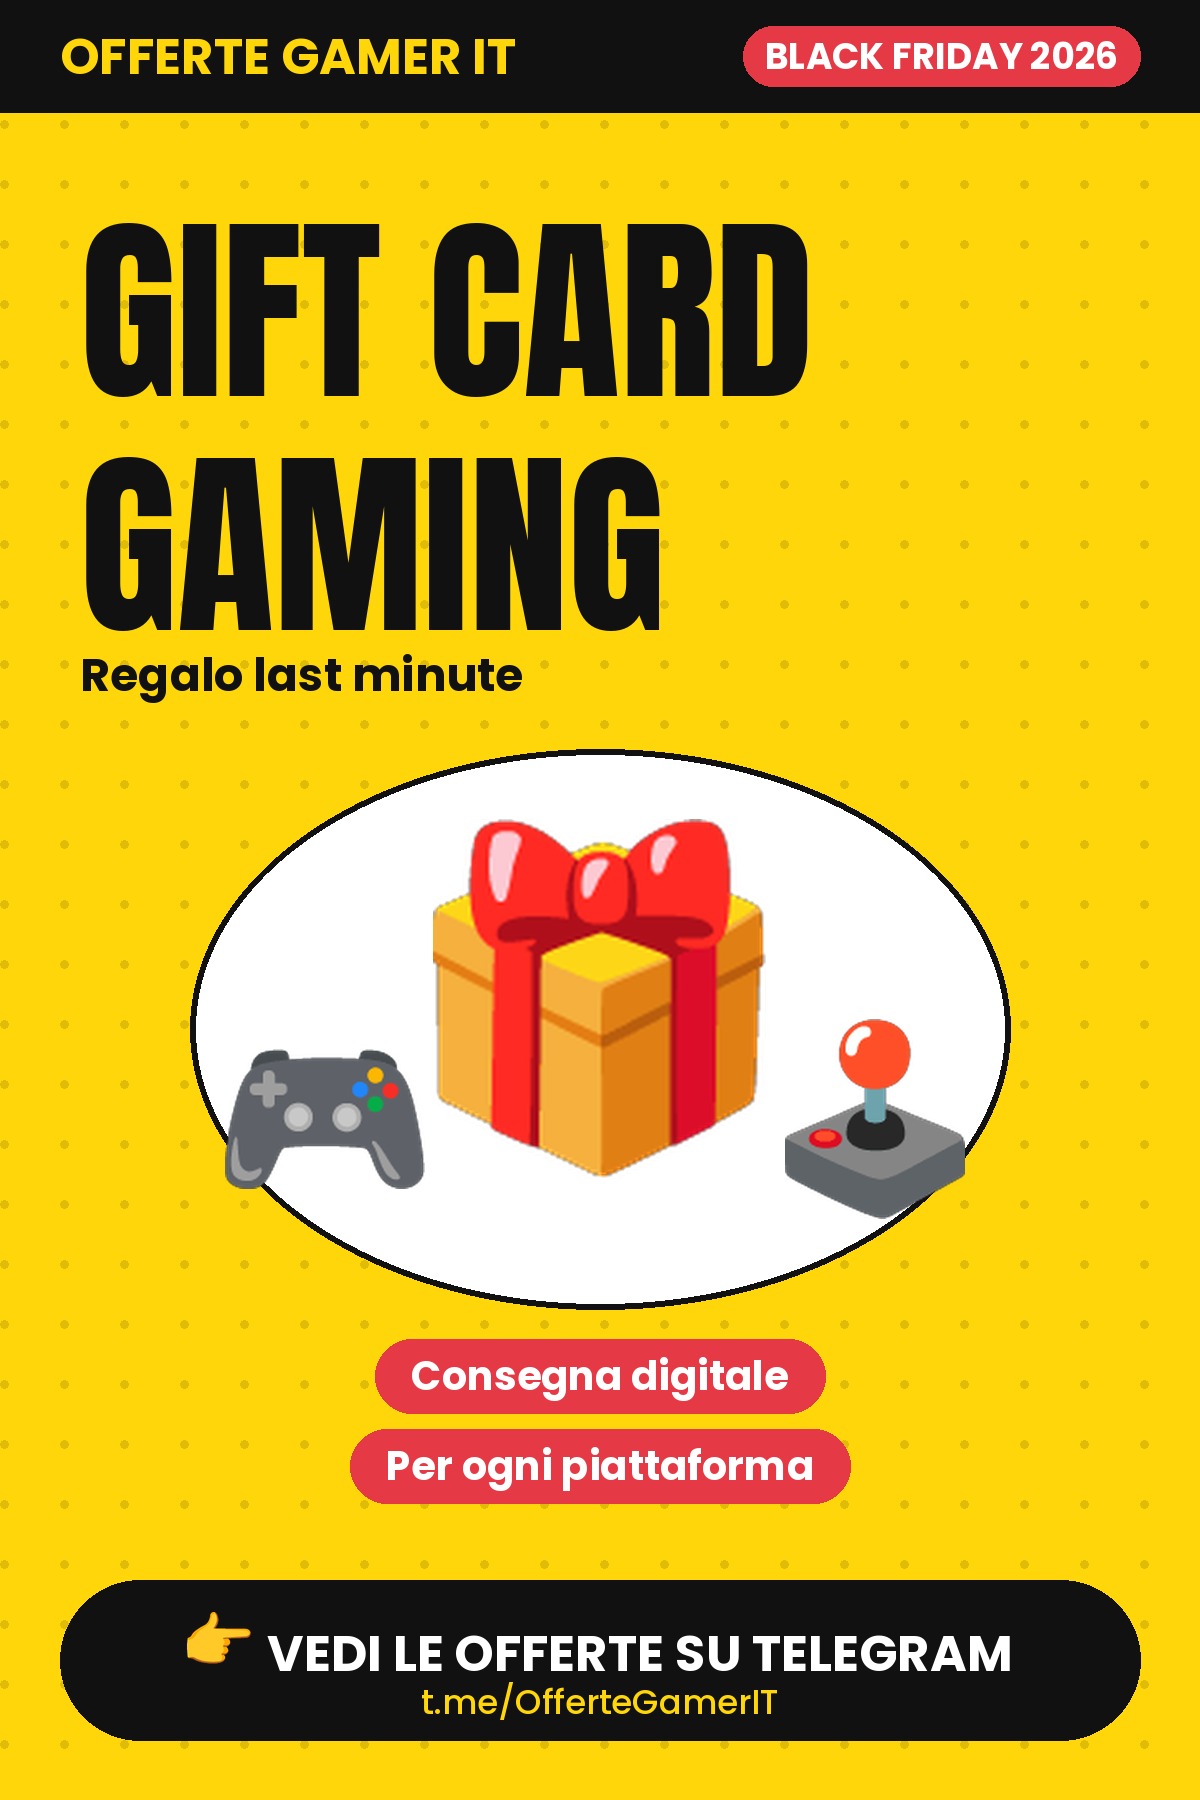 OFFERTE GAMER IT
BLACK FRIDAY 2026
GIFT CARD
GAMING
Regalo last minute
Consegna digitale
Per ogni piattaforma
VEDI LE OFFERTE SU TELEGRAM
t.me/OfferteGamerIT